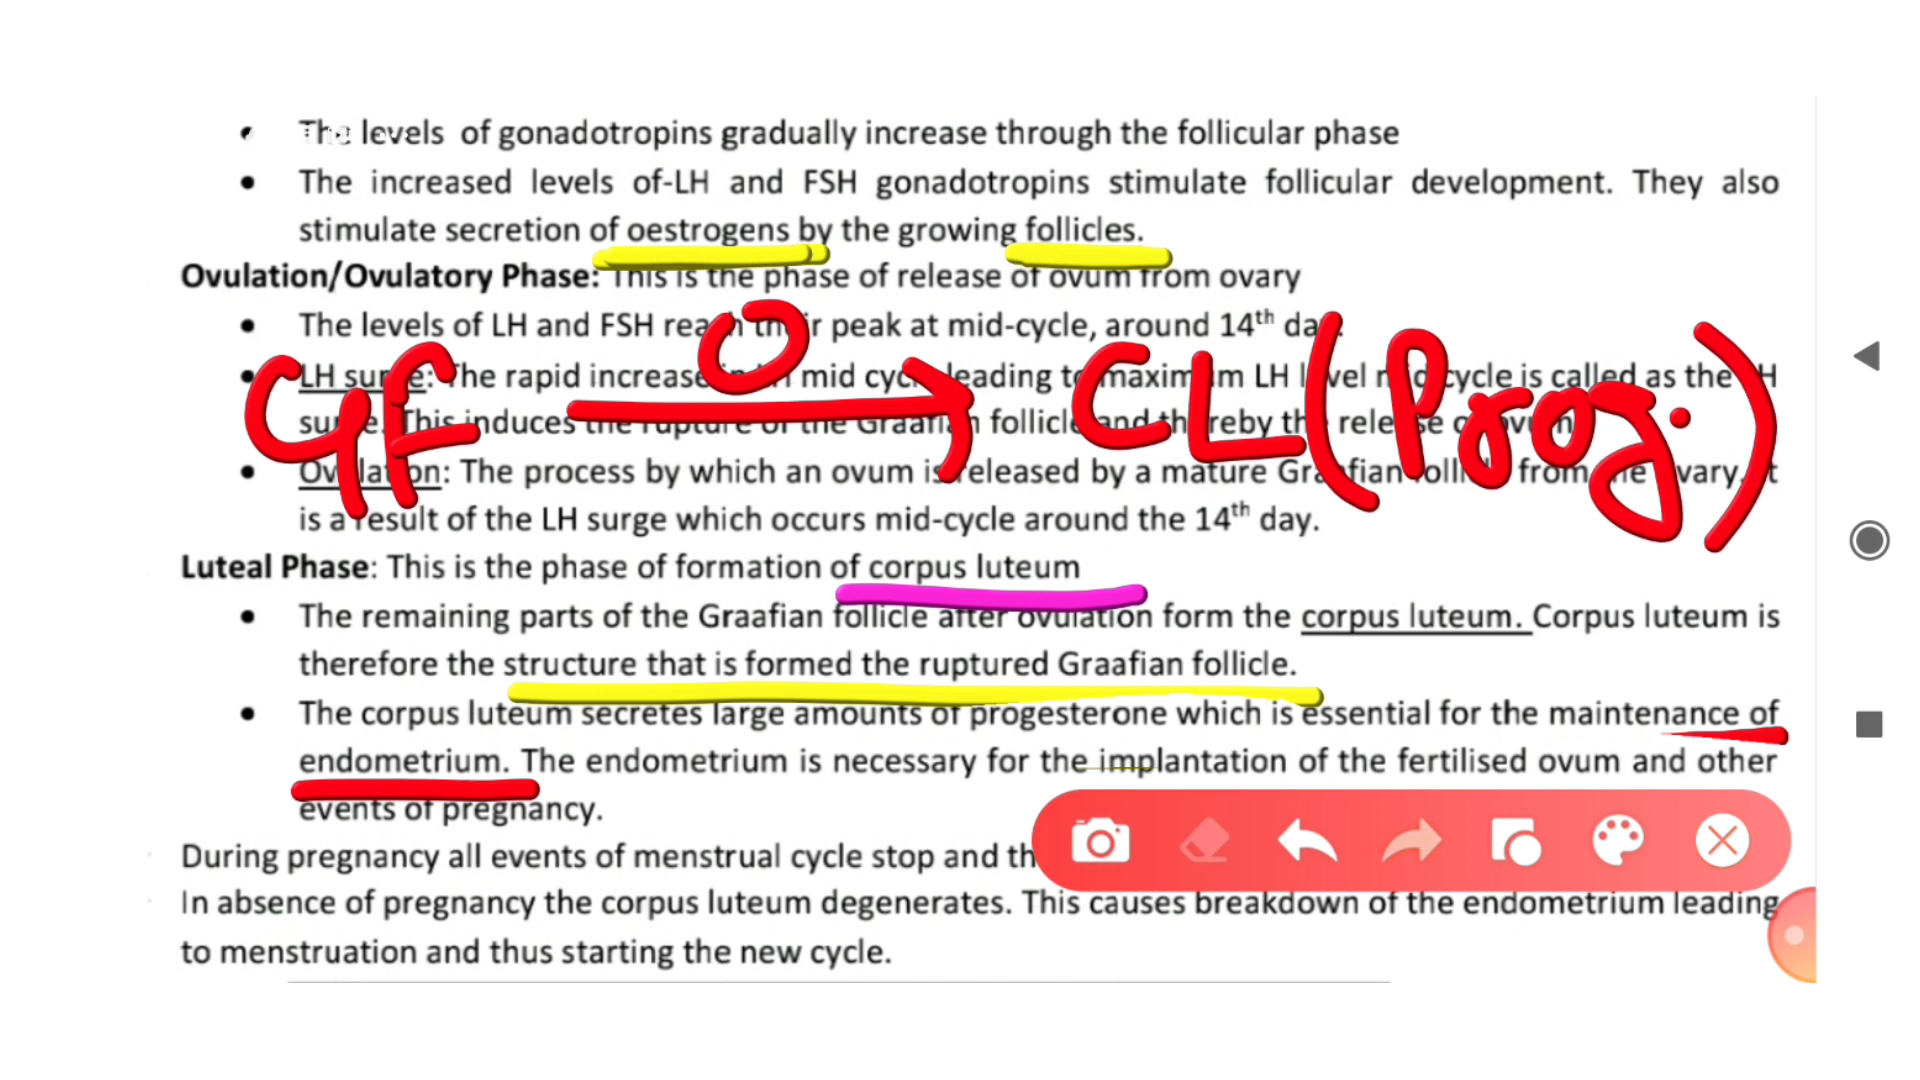 The levels of gonadotropins gradually increase through the follicular phase
• The increased levels of-LH and FSH gonadotropins stimulate follicular development. They also
stimulate secretion of oestrogens by the growing follicles.
Ovulation/Ovulatory Phase: This is the phase of release of ovum from ovary
• The levels of LH and FSH reach their peak at mid-cycle, around 14th day.
O
GF → CL (Prog.)
• LH surge: The rapid increase in LH mid cycle leading to maximum LH level mid cycle is called as the LH
surge. This induces the rupture of the Graafian follicle and thereby the release of ovum
• Ovulation: The process by which an ovum is released by a mature Graafian follicle from the ovary. It
is a result of the LH surge which occurs mid-cycle around the 14th day.
Luteal Phase: This is the phase of formation of corpus luteum
• The remaining parts of the Graafian follicle after ovulation form the corpus luteum. Corpus luteum is
therefore the structure that is formed the ruptured Graafian follicle.
• The corpus luteum secretes large amounts of progesterone which is essential for the maintenance of
endometrium. The endometrium is necessary for the implantation of the fertilised ovum and other
events of pregnancy.
During pregnancy all events of menstrual cycle stop and
In absence of pregnancy the corpus luteum degenerates. This causes breakdown of the endometrium leading
to menstruation and thus starting the new cycle.